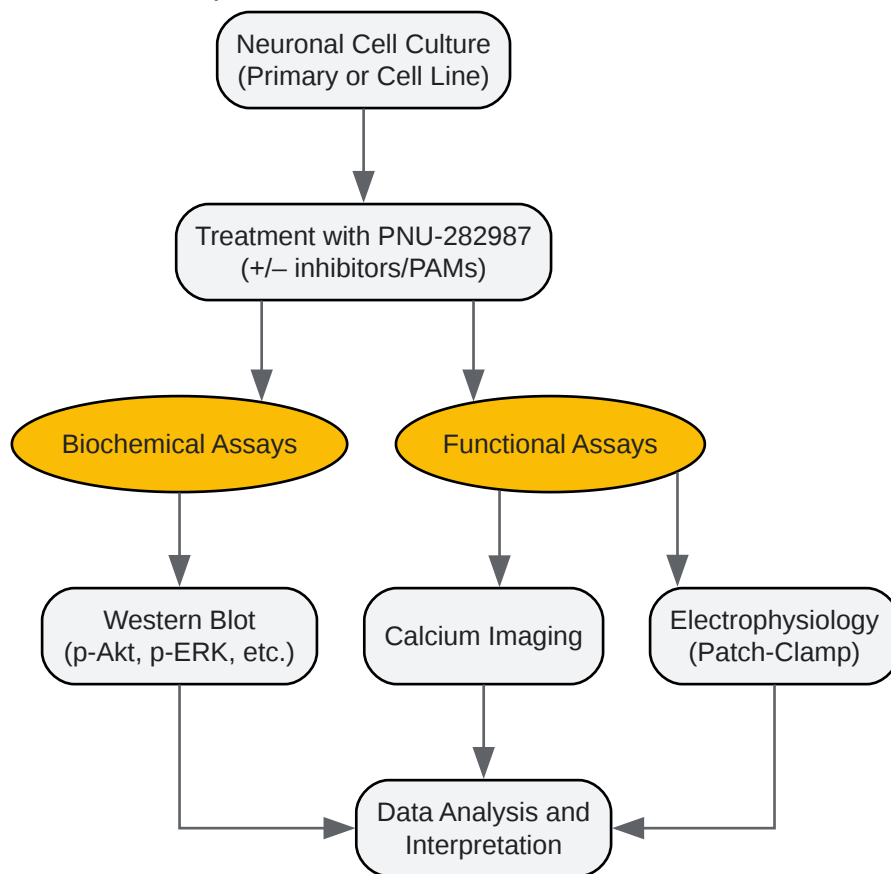 Neuronal Cell Culture
(Primary or Cell Line)
Treatment with PNU-282987
(+/– inhibitors/PAMs)
Biochemical Assays
Functional Assays
Western Blot
(p-Akt, p-ERK, etc.)
Calcium Imaging
Electrophysiology
(Patch-Clamp)
Data Analysis and
Interpretation